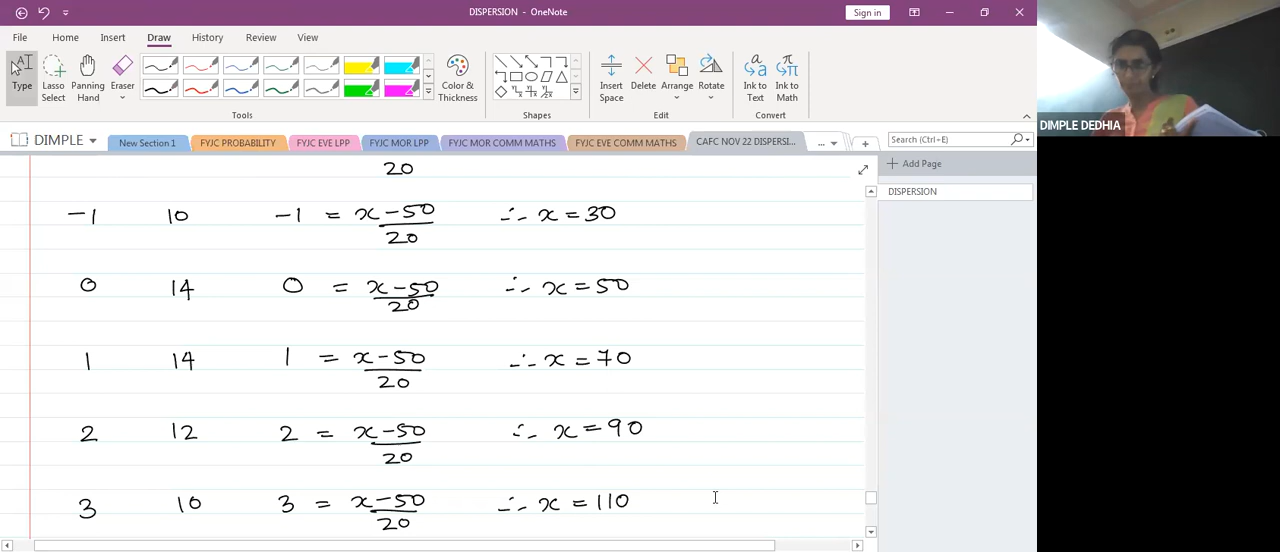 DISPERSION - OneNote
Sign in
File Home Insert Draw History Review View
Type
Lasso Select
Panning Hand
Eraser
Color & Thickness
Insert Space
Delete
Arrange
Rotate
Ink to Text
Ink to Math
Tools
Shapes
Edit
Convert
DIMPLE DEDHIA
DIMPLE
New Section 1
FYJC PROBABILITY
FYJC EVE LPP
FYJC MOR LPP
FYJC MOR COMM MATHS
FYJC EVE COMM MATHS
CAFC NOV 22 DISPERSI...
...
Search (Ctrl+E)
Add Page
DISPERSION
20
-1 10 -1 = x-50/20 ∴ x = 30
0 14 0 = x-50/20 ∴ x = 50
1 14 1 = x-50/20 ∴ x = 70
2 12 2 = x-50/20 ∴ x = 90
3 10 3 = x-50/20 ∴ x = 110